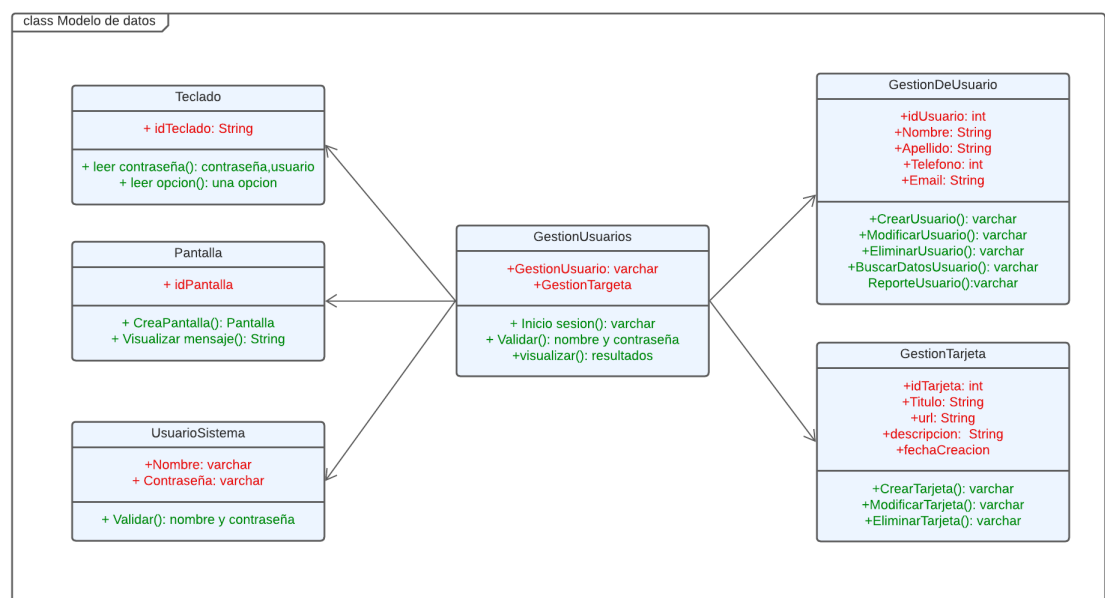 class Modelo de datos
Teclado
+ idTeclado: String
+ leer contraseña(): contraseña,usuario
+ leer opcion(): una opcion
Pantalla
+ idPantalla
+ CreaPantalla(): Pantalla
+ Visualizar mensaje(): String
UsuarioSistema
+Nombre: varchar
+ Contraseña: varchar
+ Validar(): nombre y contraseña
GestionUsuarios
+GestionUsuario: varchar
+GestionTargeta
+ Inicio sesion(): varchar
+ Validar(): nombre y contraseña
+visualizar(): resultados
GestionDeUsuario
+idUsuario: int
+Nombre: String
+Apellido: String
+Telefono: int
+Email: String
+CrearUsuario(): varchar
+ModificarUsuario(): varchar
+EliminarUsuario(): varchar
+BuscarDatosUsuario(): varchar
ReporteUsuario():varchar
GestionTarjeta
+idTarjeta: int
+Titulo: String
+url: String
+descripcion:  String
+fechaCreacion
+CrearTarjeta(): varchar
+ModificarTarjeta(): varchar
+EliminarTarjeta(): varchar